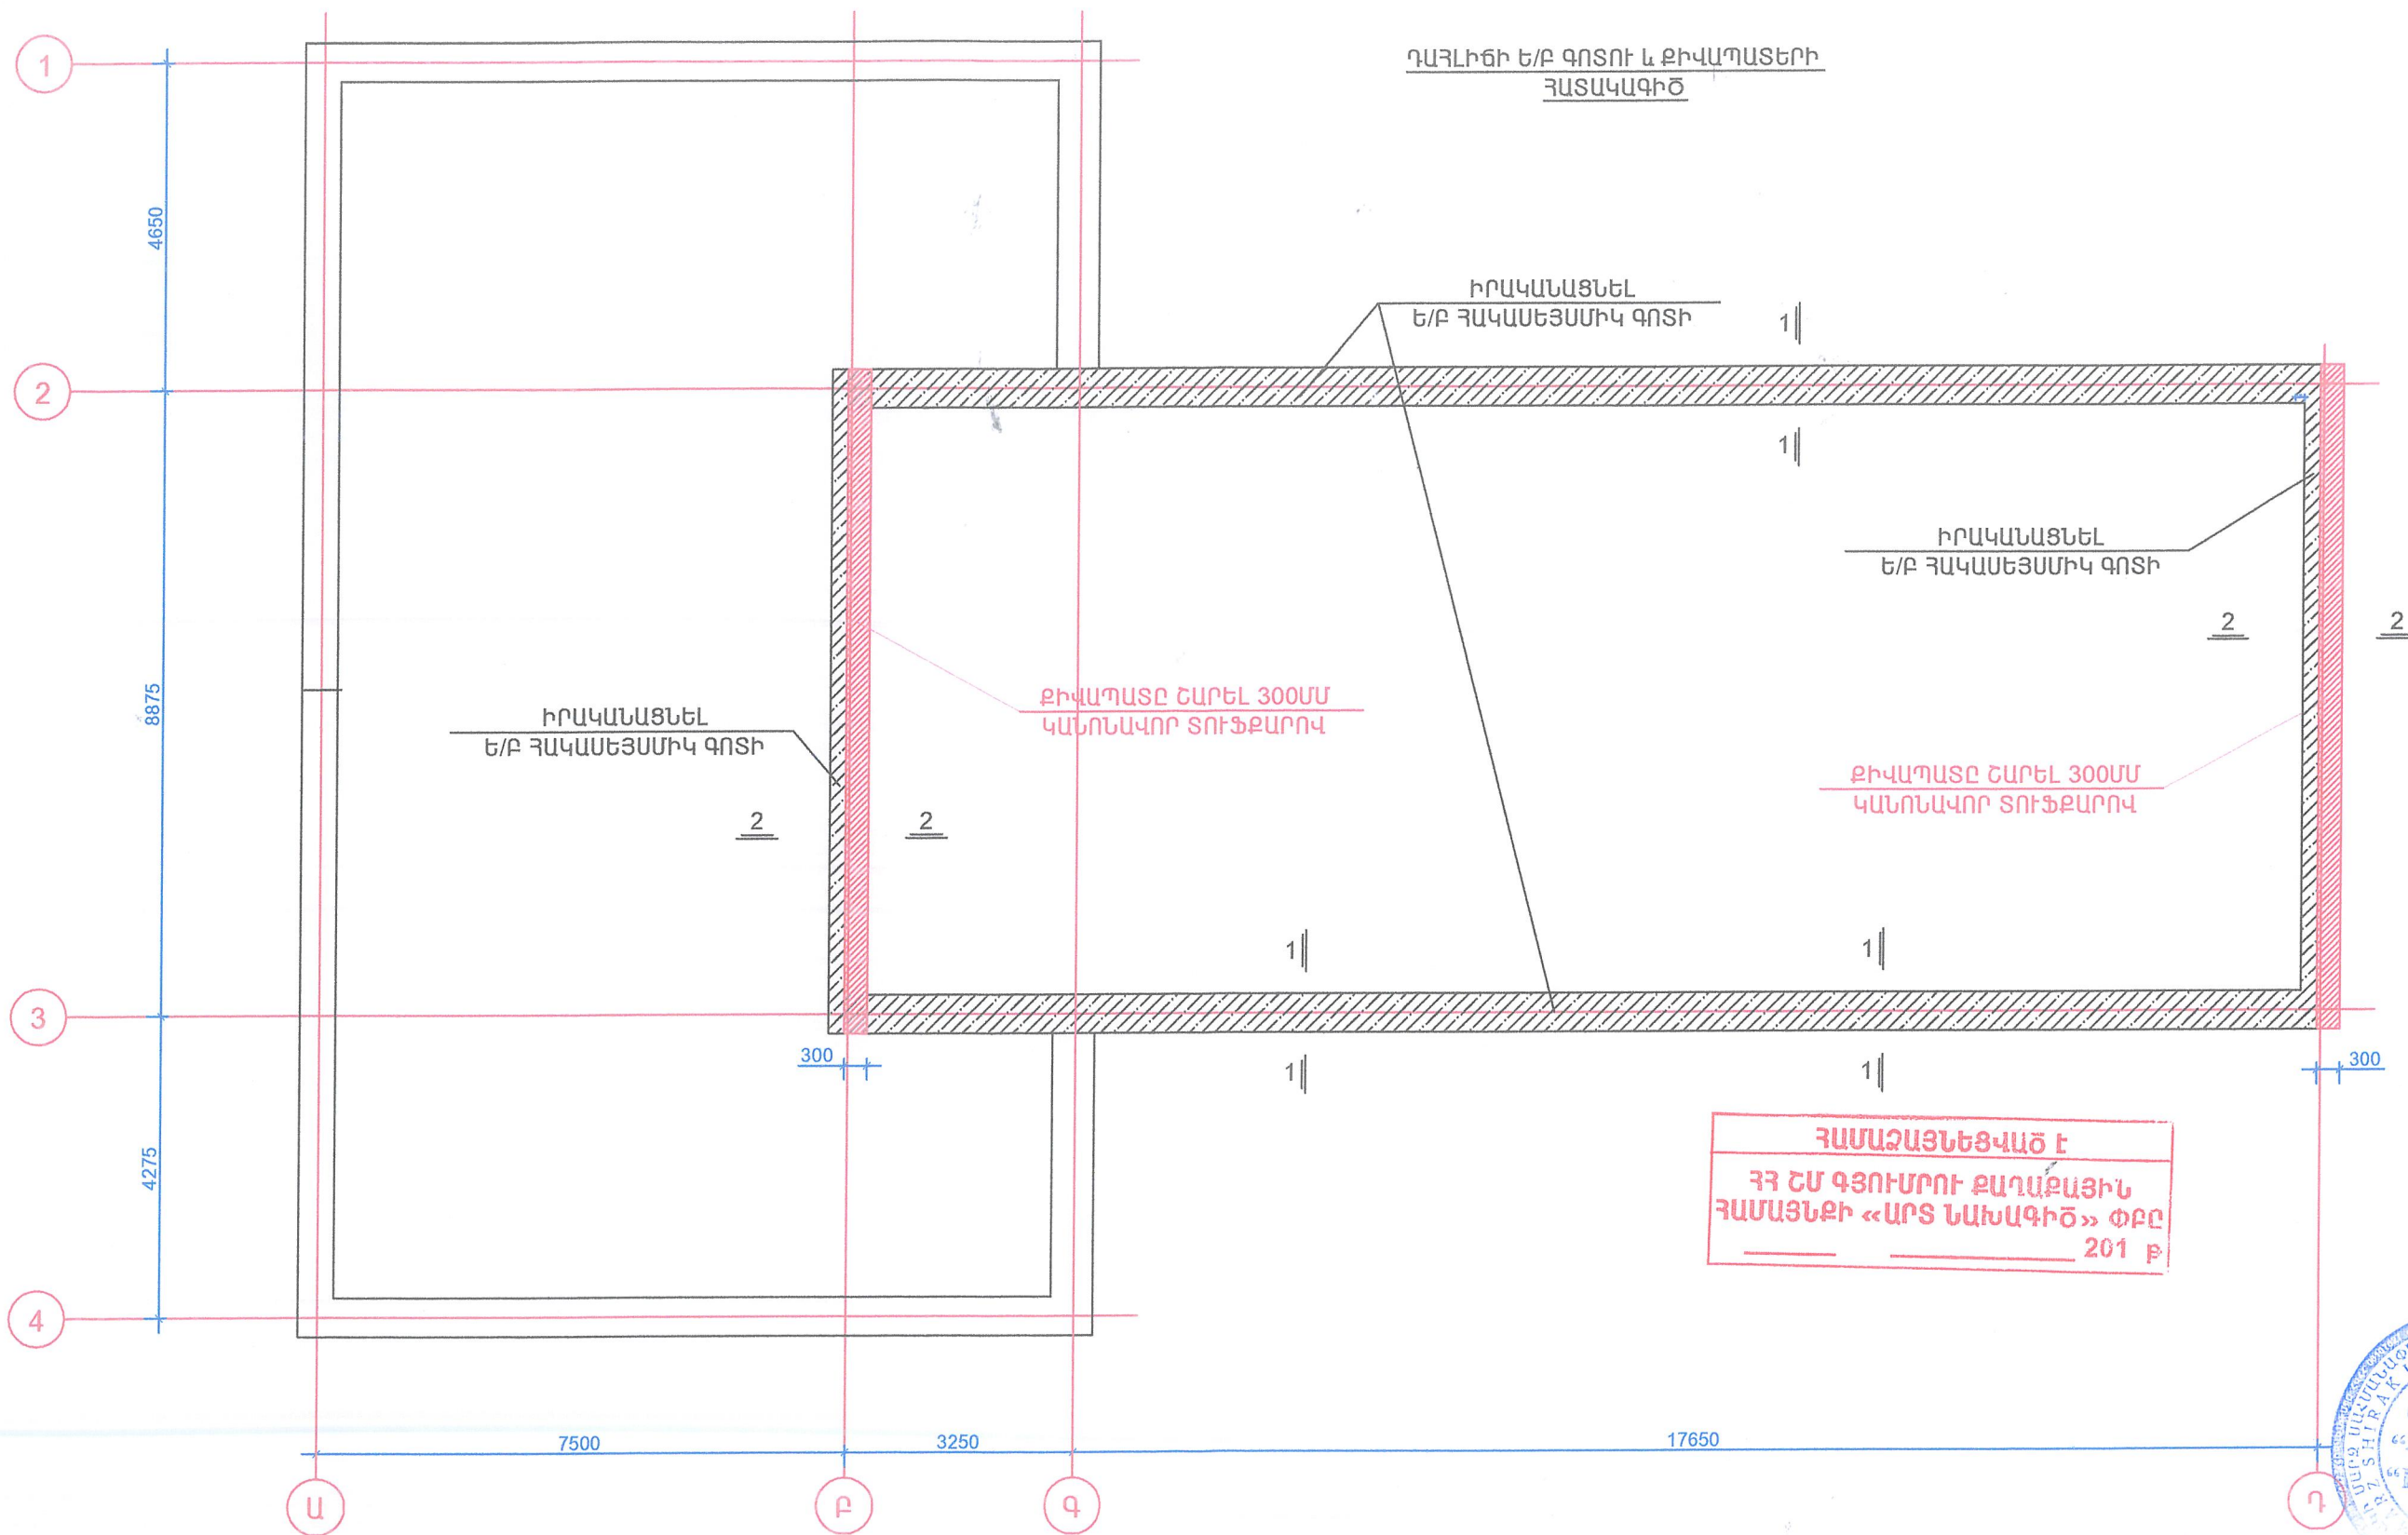 ԴԱՀԼԻՃԻ Ե/Բ ԳՈՏՈՒ և ՔԻՎԱՊԱՏԵՐԻ
ՀԱՏԱԿԱԳԻԾ
1
4650
ԻՐԱԿԱՆԱՑՆԵԼ
Ե/Բ ՀԱԿԱՍԵՅՍՄԻԿ ԳՈՏԻ
1
2
1
ԻՐԱԿԱՆԱՑՆԵԼ
Ե/Բ ՀԱԿԱՍԵՅՍՄԻԿ ԳՈՏԻ
2
2
8875
ՔԻՎԱՊԱՏԸ ՇԱՐԵԼ 300ՄՄ
ԿԱՆՈՆԱՎՈՐ ՏՈՒՖՔԱՐՈՎ
ԻՐԱԿԱՆԱՑՆԵԼ
Ե/Բ ՀԱԿԱՍԵՅՍՄԻԿ ԳՈՏԻ
ՔԻՎԱՊԱՏԸ ՇԱՐԵԼ 300ՄՄ
ԿԱՆՈՆԱՎՈՐ ՏՈՒՖՔԱՐՈՎ
2
2
1
1
3
300
300
1
1
4275
ՀԱՄԱՁԱՅՆԵՑՎԱԾ Է
ՀՀ ՇՄ ԳՅՈՒՄՐՈՒ ՔԱՂԱՔԱՅԻՆ
ՀԱՄԱՅՆՔԻ «ԱՐՏ ՆԱԽԱԳԻԾ» ՓԲԸ
201 թ
4
7500
3250
17650
Ա
Բ
Գ
Դ
SHIRAK